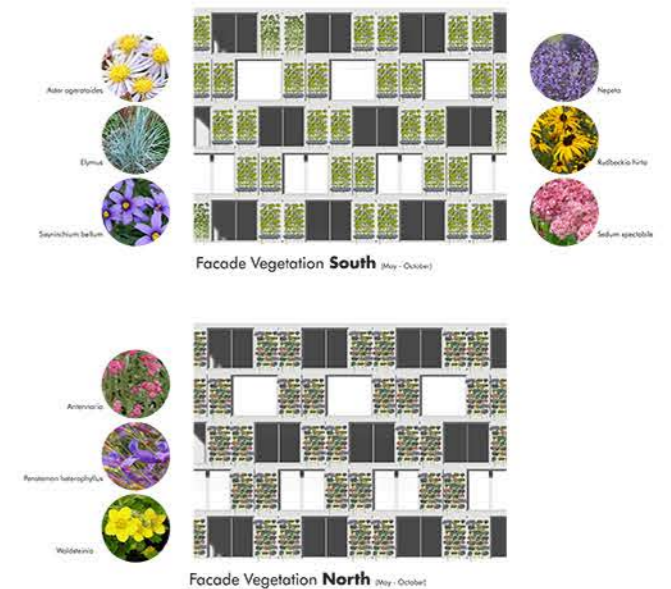 Aster ageratoides
Elymus
Sisyrinchium bellum
Nepeta
Rudbeckia hirta
Sedum spectabile
Facade Vegetation South (May - October)
Antennaria
Penstemon heterophyllus
Waldsteinia
Facade Vegetation North (May - October)